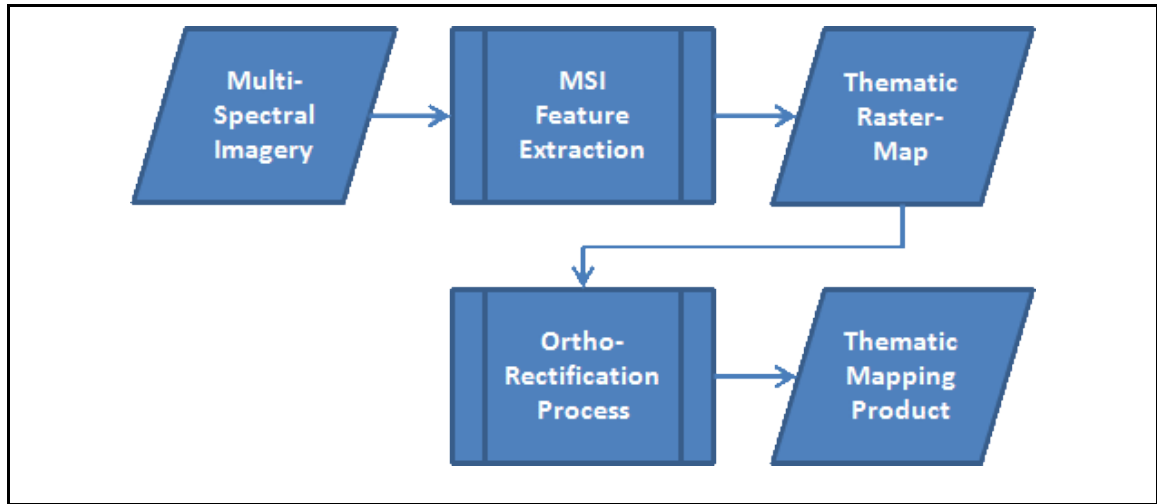 Multi-
Spectral
Imagery
MSI
Feature
Extraction
Thematic
Raster-
Map
Ortho-
Rectification
Process
Thematic
Mapping
Product